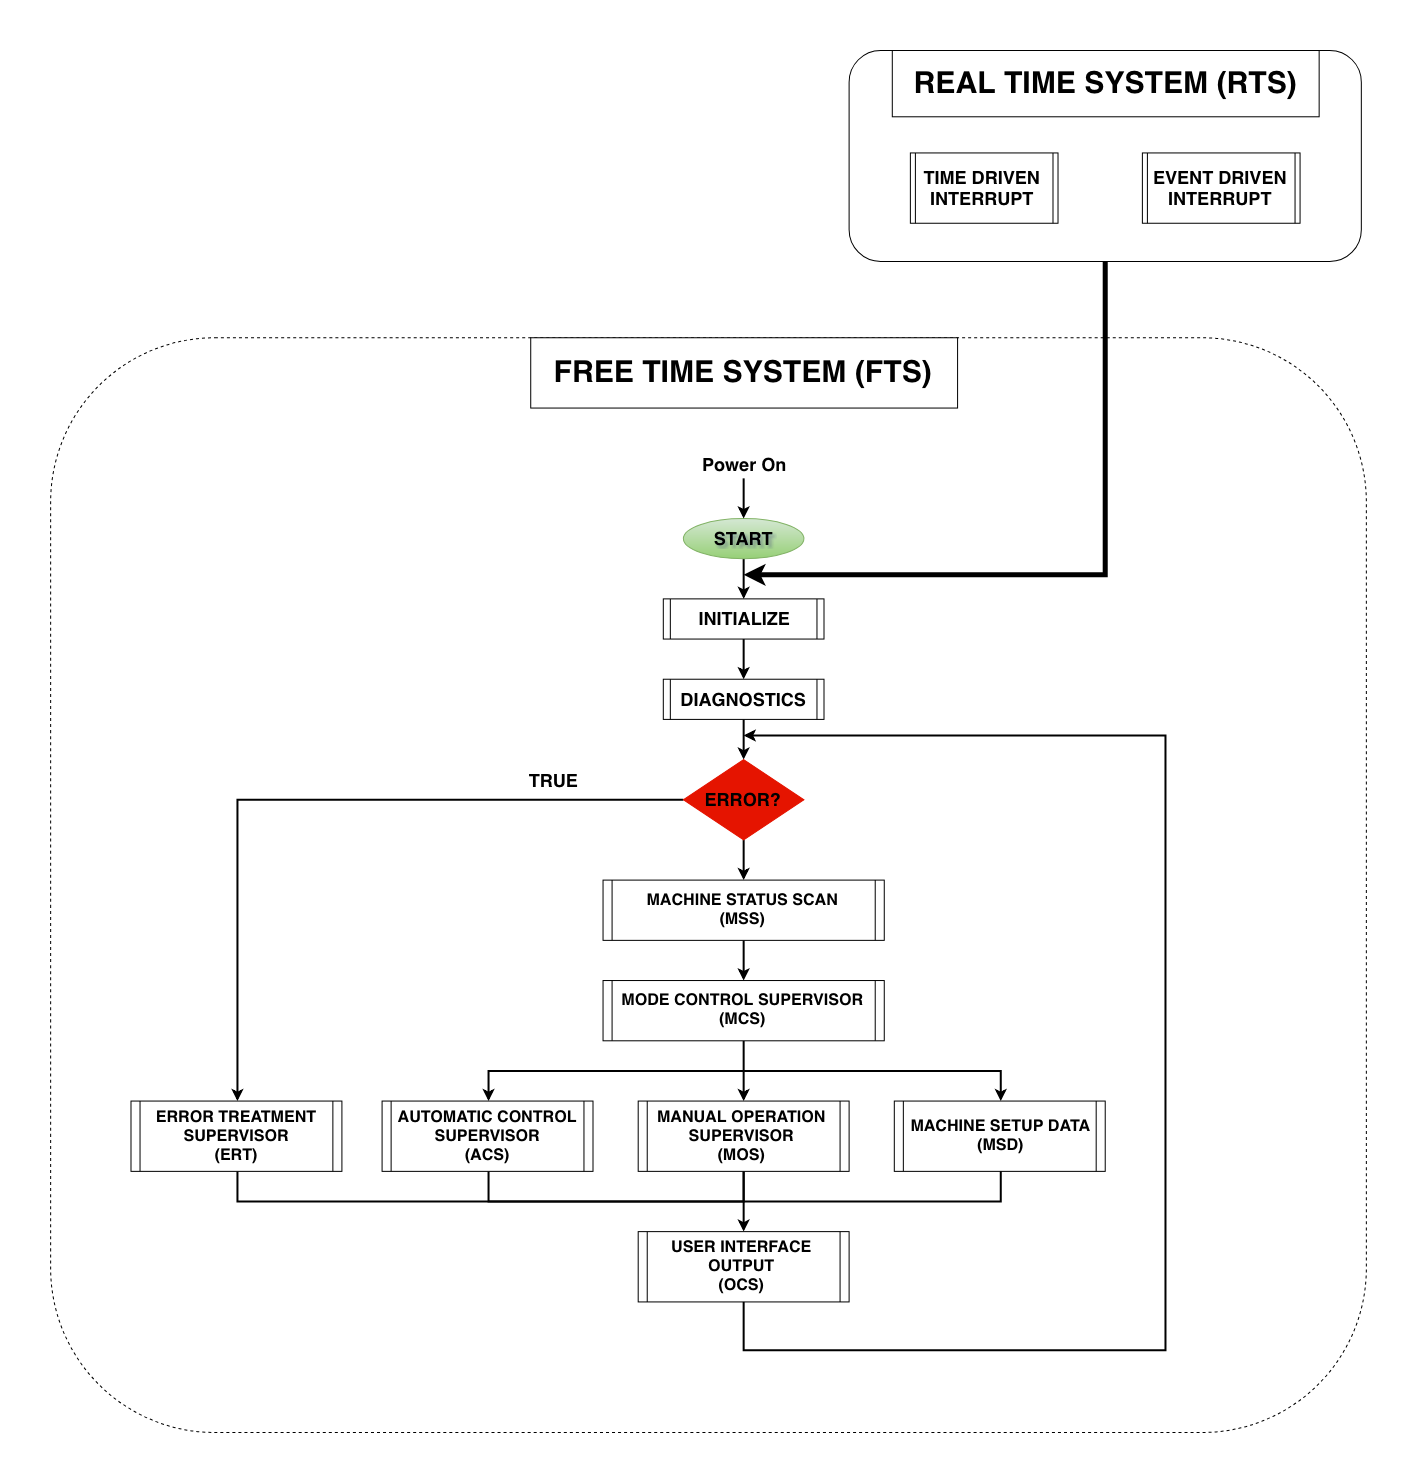 REAL TIME SYSTEM (RTS)
TIME DRIVEN
INTERRUPT
EVENT DRIVEN
INTERRUPT
FREE TIME SYSTEM (FTS)
Power On
START
INITIALIZE
DIAGNOSTICS
TRUE
ERROR?
MACHINE STATUS SCAN
(MSS)
MODE CONTROL SUPERVISOR
(MCS)
ERROR TREATMENT
SUPERVISOR
(ERT)
AUTOMATIC CONTROL
SUPERVISOR
(ACS)
MANUAL OPERATION
SUPERVISOR
(MOS)
MACHINE SETUP DATA
(MSD)
USER INTERFACE
OUTPUT
(OCS)